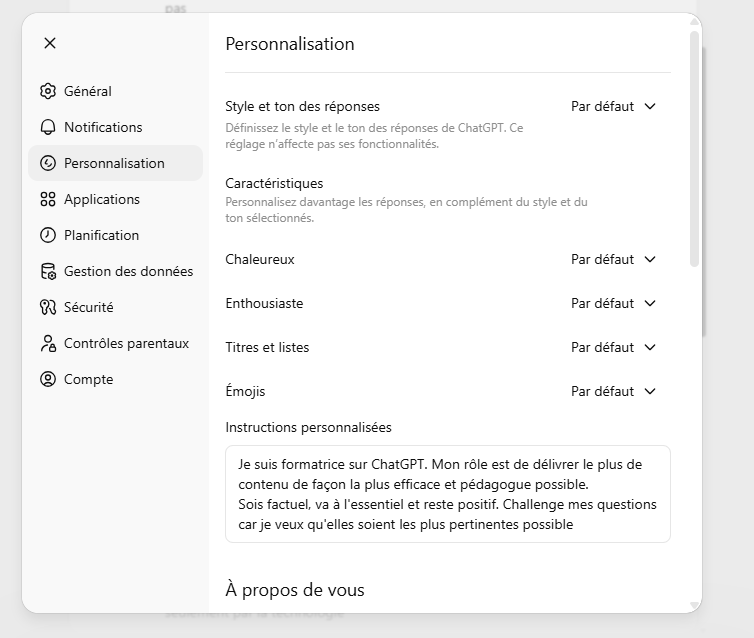 pas
Personnalisation
Général
Notifications
Personnalisation
Applications
Planification
Gestion des données
Sécurité
Contrôles parentaux
Compte
Style et ton des réponses
Par défaut
Définissez le style et le ton des réponses de ChatGPT. Ce
réglage n'affecte pas ses fonctionnalités.
Caractéristiques
Personnalisez davantage les réponses, en complément du style et du
ton sélectionnés.
Chaleureux
Par défaut
Enthousiaste
Par défaut
Titres et listes
Par défaut
Émojis
Par défaut
Instructions personnalisées
Je suis formatrice sur ChatGPT. Mon rôle est de délivrer le plus de
contenu de façon la plus efficace et pédagogue possible.
Sois factuel, va à l'essentiel et reste positif. Challenge mes questions
car je veux qu'elles soient les plus pertinentes possible
À propos de vous
seulement par la technologie